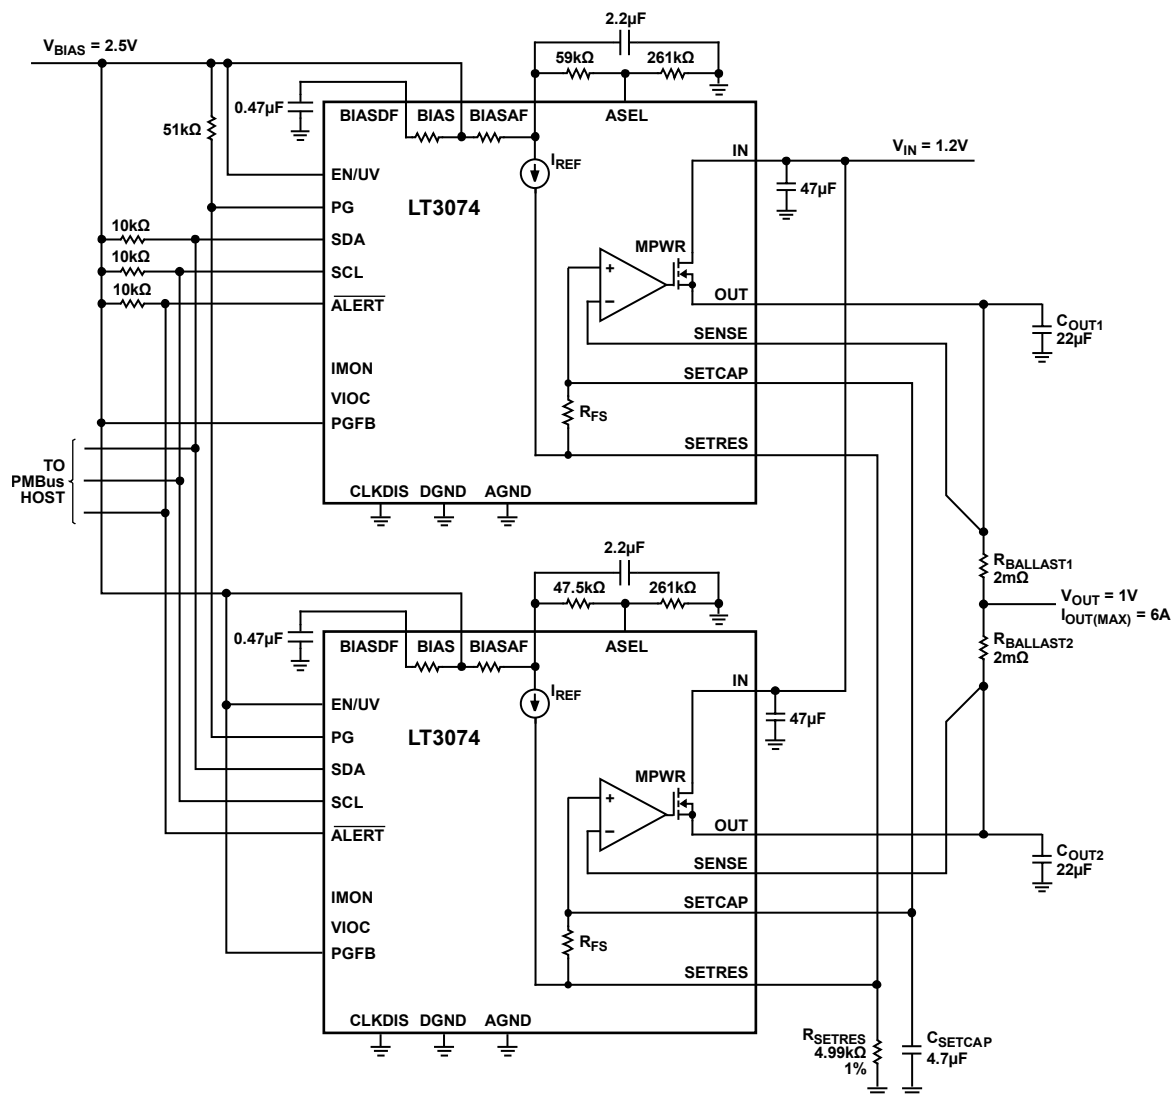 V_BIAS = 2.5V
2.2µF
59kΩ
261kΩ
0.47µF
51kΩ
BIASDF
BIAS
BIASAF
ASEL
I_REF
IN
V_IN = 1.2V
47µF
EN/UV
LT3074
PG
10kΩ
SDA
10kΩ
SCL
10kΩ
ALERT
MPWR
+
–
OUT
C_OUT1
22µF
SENSE
IMON
SETCAP
VIOC
R_FS
PGFB
SETRES
TO
PMBus
HOST
CLKDIS
DGND
AGND
2.2µF
47.5kΩ
261kΩ
R_BALLAST1
2mΩ
V_OUT = 1V
I_OUT(MAX) = 6A
R_BALLAST2
2mΩ
0.47µF
BIASDF
BIAS
BIASAF
ASEL
I_REF
IN
47µF
EN/UV
LT3074
PG
SDA
SCL
ALERT
MPWR
+
–
OUT
C_OUT2
22µF
SENSE
IMON
SETCAP
VIOC
R_FS
PGFB
SETRES
CLKDIS
DGND
AGND
R_SETRES
4.99kΩ
1%
C_SETCAP
4.7µF